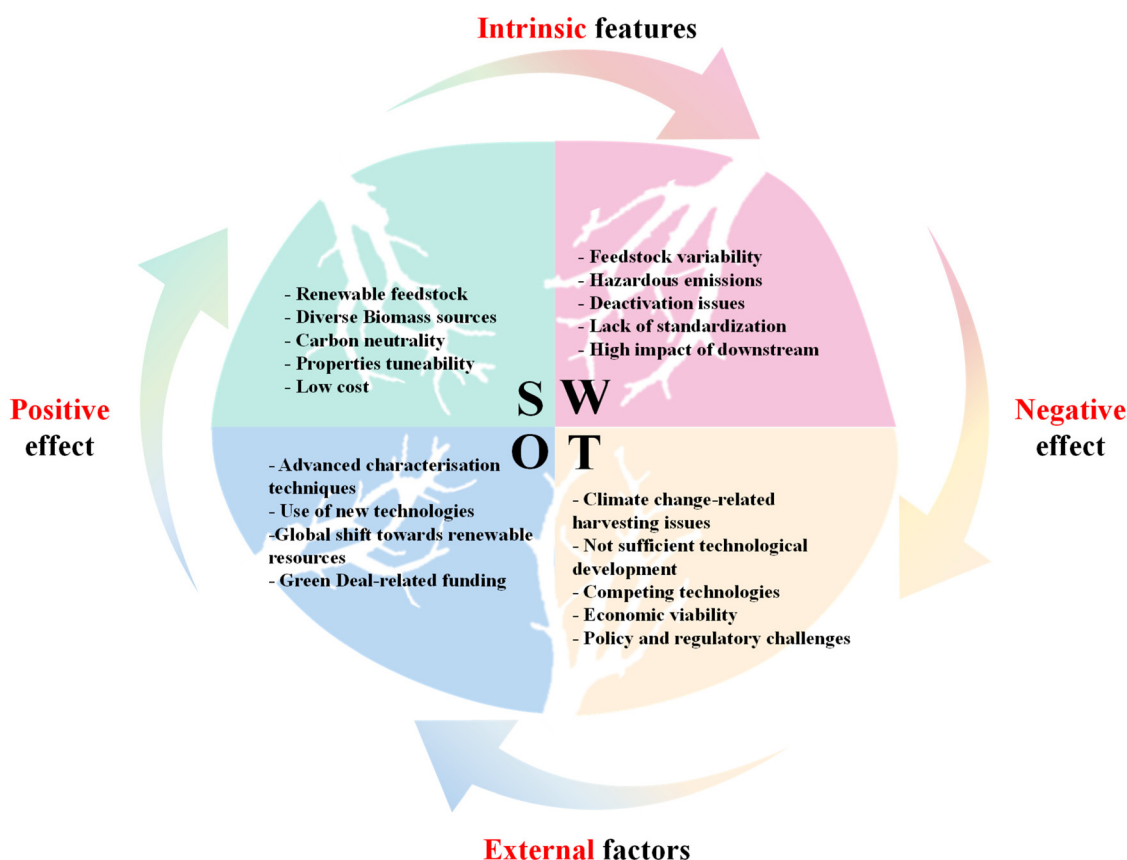 Intrinsic features
- Renewable feedstock
- Diverse Biomass sources
- Carbon neutrality
- Properties tuneability
- Low cost
- Feedstock variability
- Hazardous emissions
- Deactivation issues
- Lack of standardization
- High impact of downstream
S W
O T
Positive
effect
Negative
effect
- Advanced characterisation
techniques
- Use of new technologies
-Global shift towards renewable
resources
- Green Deal-related funding
- Climate change-related
harvesting issues
- Not sufficient technological
development
- Competing technologies
- Economic viability
- Policy and regulatory challenges
External factors